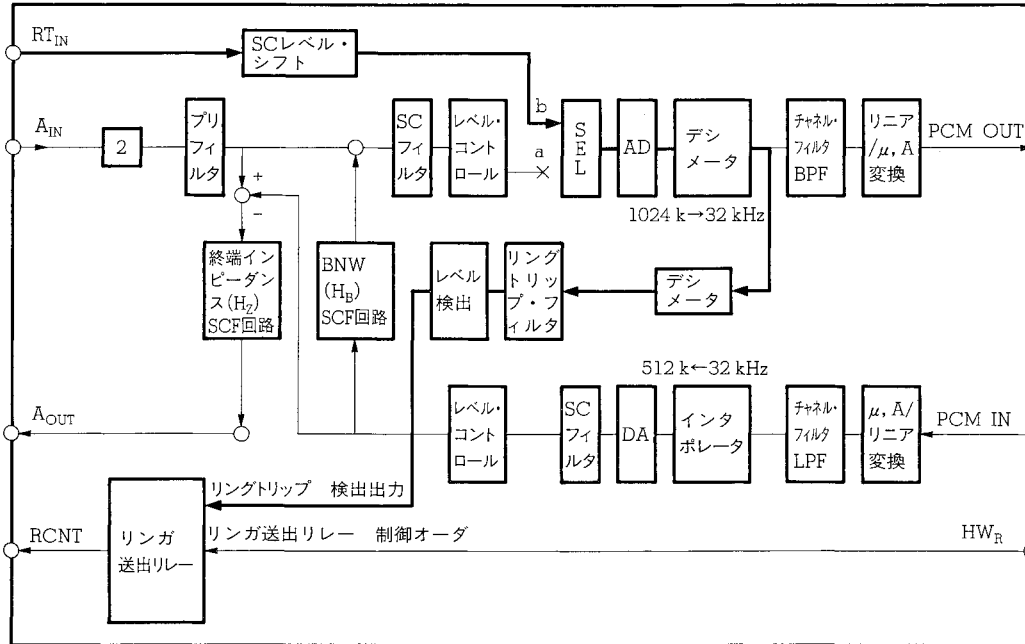 RT_IN
SCレベル・
シフト
b
A_IN
2
プリ
フィ
ルタ
SC
フィ
ルタ
レベル・
コント
ロール
a
S
E
L
AD
デシ
メータ
チャネル・
フィルタ
BPF
リニア
/μ, A
変換
PCM OUT
+
−
1024 k→32 kHz
終端イン
ピーダン
ス(H_Z)
SCF回路
BNW
(H_B)
SCF回路
レベル
検出
リング
トリッ
プ・フ
ィルタ
デシ
メータ
512 k←32 kHz
A_OUT
レベル・
コント
ロール
SC
フィ
ルタ
DA
インタ
ポレータ
チャネル・
フィルタ
LPF
μ, A/
リニア
変換
PCM IN
リングトリップ 検出出力
RCNT
リンガ
送出リレー
リンガ送出リレー 制御オーダ
HW_R